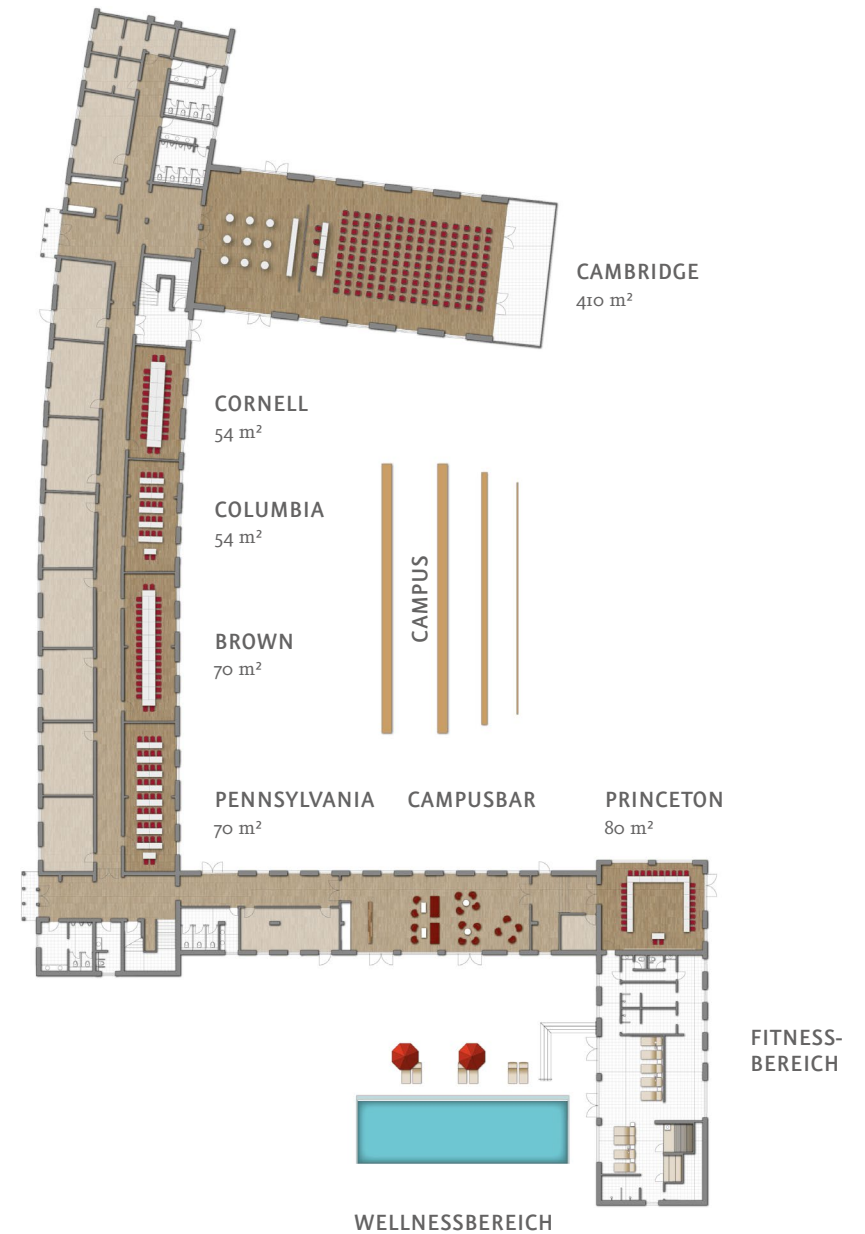 CAMBRIDGE
410 m²
CORNELL
54 m²
COLUMBIA
54 m²
CAMPUS
BROWN
70 m²
PENNSYLVANIA
70 m²
CAMPUSBAR
PRINCETON
80 m²
FITNESS-
BEREICH
WELLNESSBEREICH